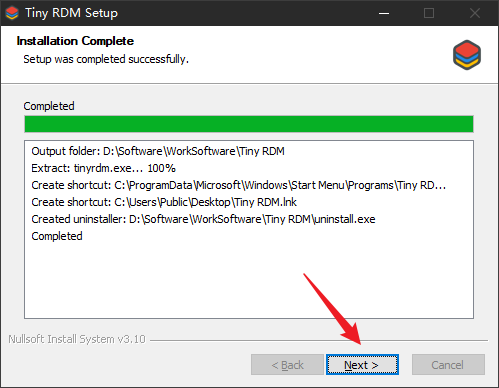 Tiny RDM Setup
Installation Complete
Setup was completed successfully.
Completed
Output folder: D:\Software\WorkSoftware\Tiny RDM
Extract: tinyrdm.exe... 100%
Create shortcut: C:\ProgramData\Microsoft\Windows\Start Menu\Programs\Tiny RD...
Create shortcut: C:\Users\Public\Desktop\Tiny RDM.lnk
Created uninstaller: D:\Software\WorkSoftware\Tiny RDM\uninstall.exe
Completed
Nullsoft Install System v3.10
< Back Next > Cancel